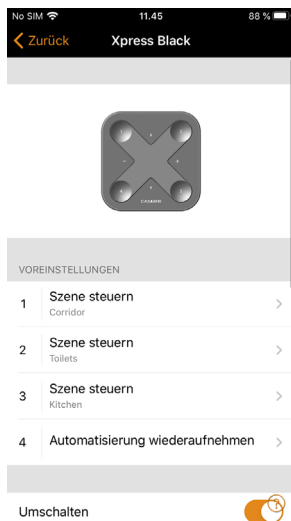 No SIM 11.45 88 %
Zurück Xpress Black
CASAMBI
VOREINSTELLUNGEN
1 Szene steuern
Corridor
2 Szene steuern
Toilets
3 Szene steuern
Kitchen
4 Automatisierung wiederaufnehmen
Umschalten ?